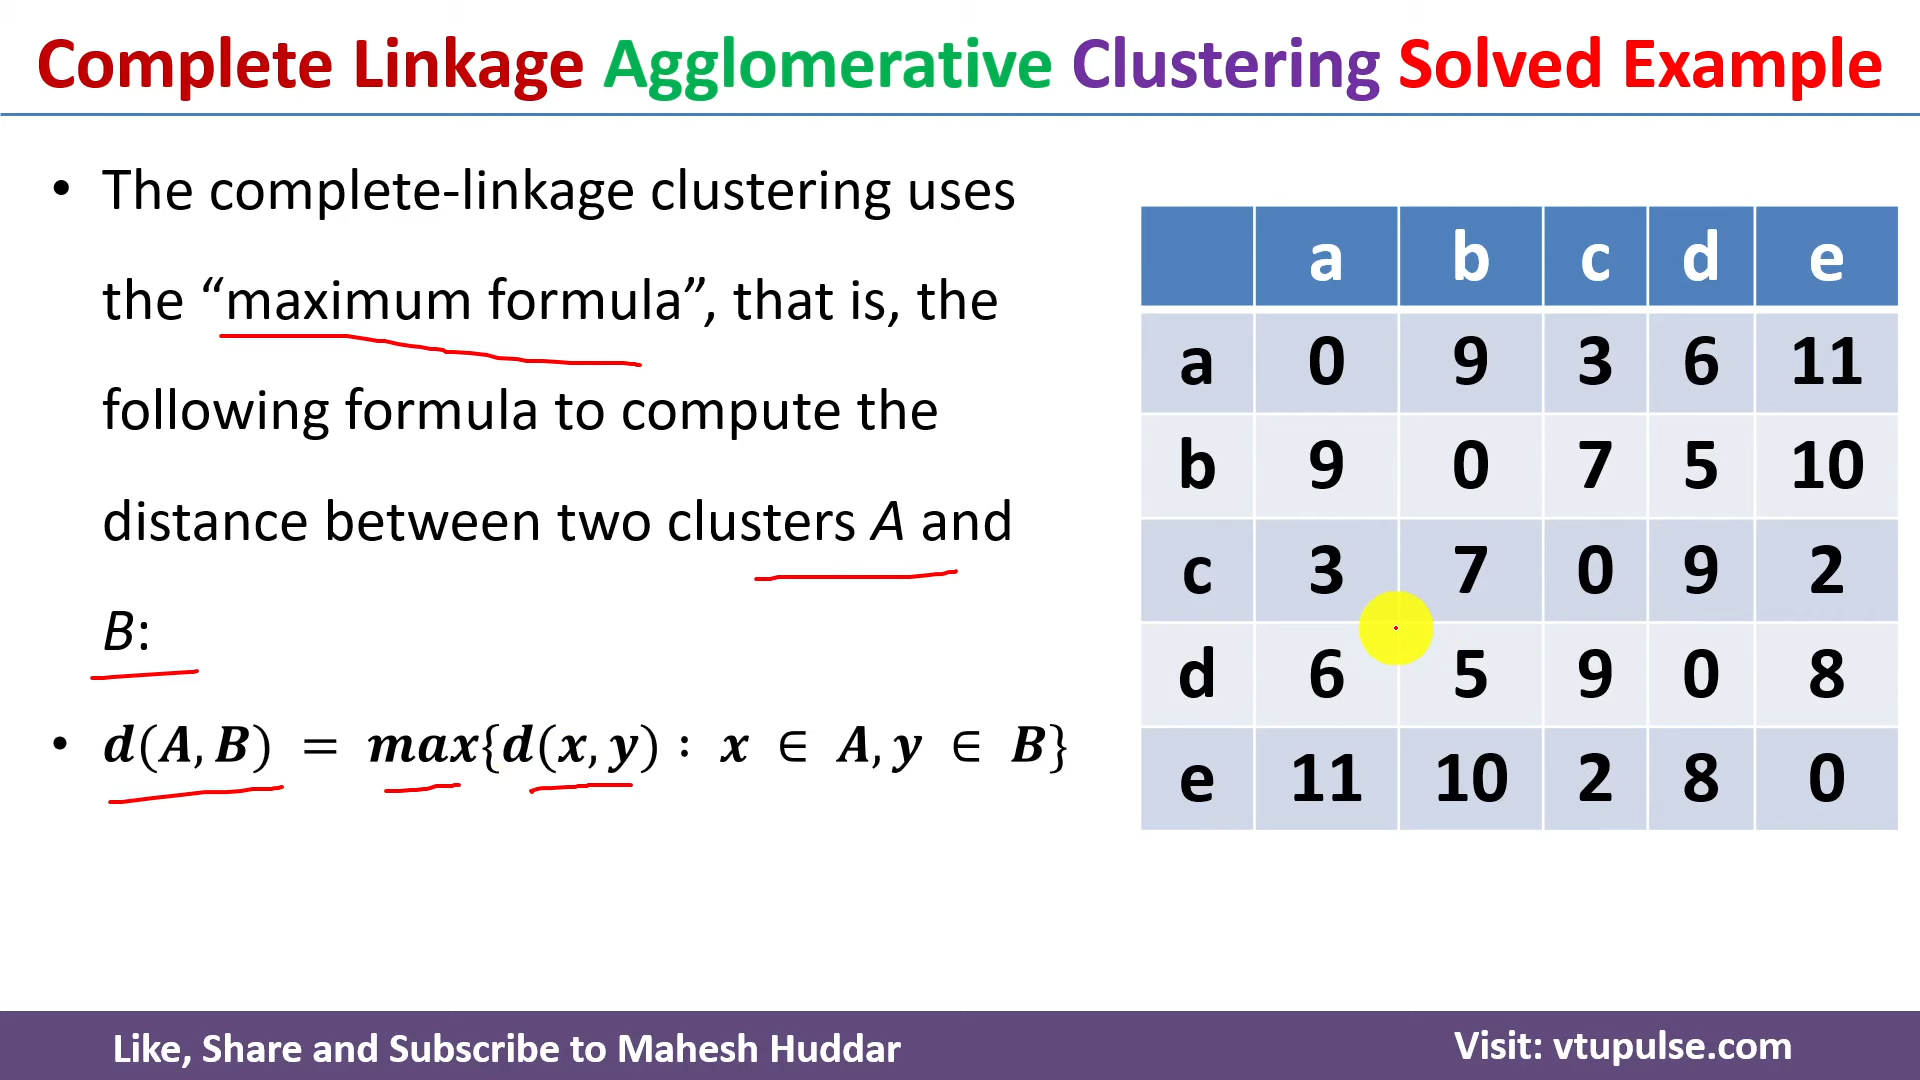 Complete Linkage Agglomerative Clustering Solved Example
• The complete-linkage clustering uses
the “maximum formula”, that is, the
following formula to compute the
distance between two clusters A and
B:
• d(A, B) = max{d(x, y) : x ∈ A, y ∈ B}
a b c d e
a 0 9 3 6 11
b 9 0 7 5 10
c 3 7 0 9 2
d 6 5 9 0 8
e 11 10 2 8 0
Like, Share and Subscribe to Mahesh Huddar
Visit: vtupulse.com